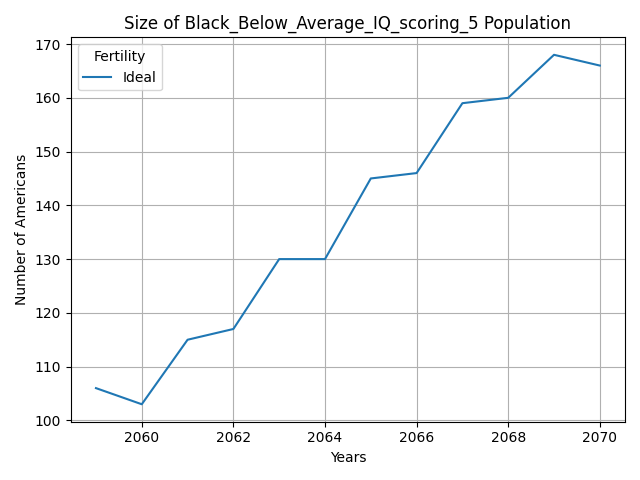 Size of Black_Below_Average_IQ_scoring_5 Population
Fertility
Ideal
Number of Americans
170
160
150
140
130
120
110
100
2060 2062 2064 2066 2068 2070
Years